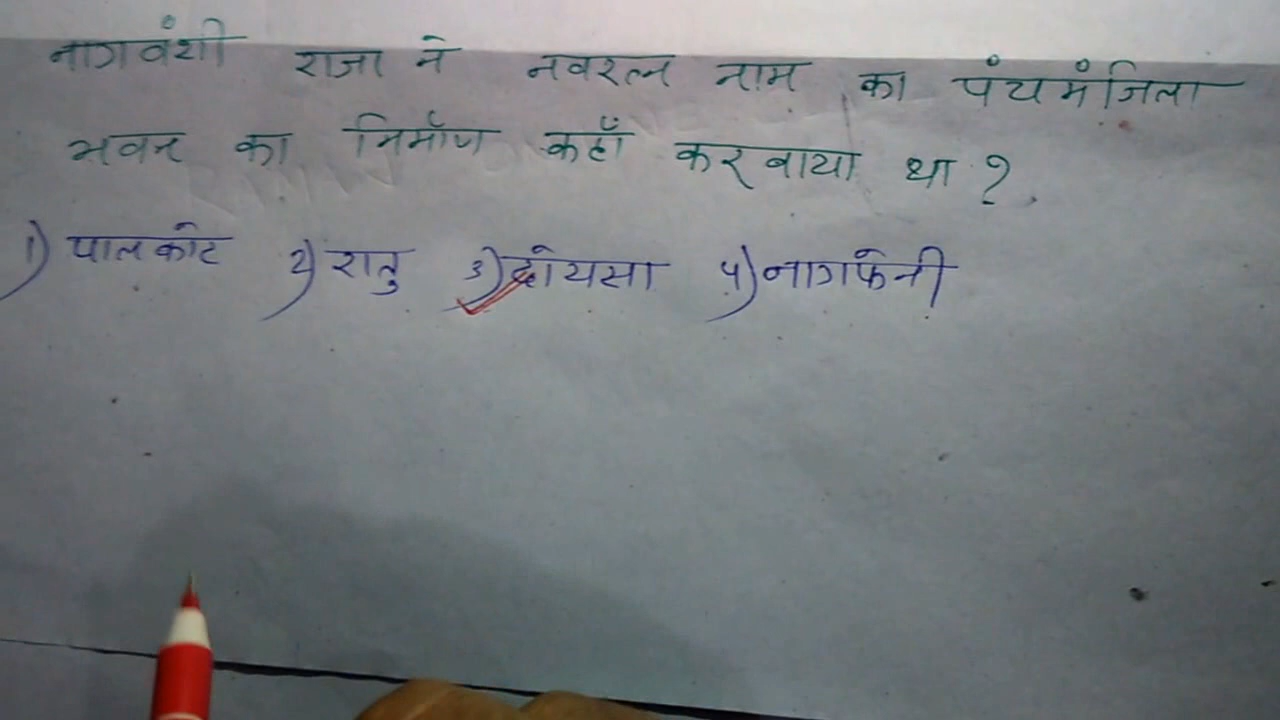 नागवंशी राजा ने नवरत्न नाम का पंचमंजिला
भवन का निर्माण कहाँ करवाया था ?
1) पालकोट 2) रातु 3) दोयसा 4) नागफेनी